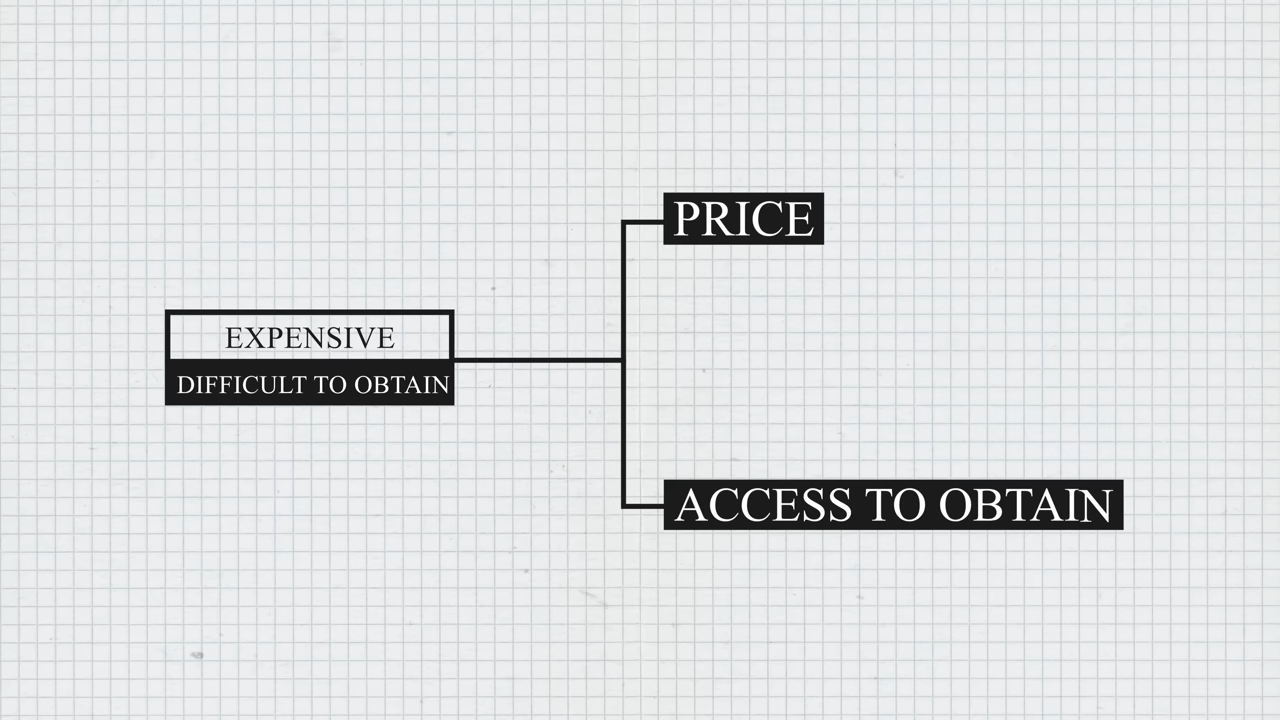 EXPENSIVE
DIFFICULT TO OBTAIN
PRICE
ACCESS TO OBTAIN